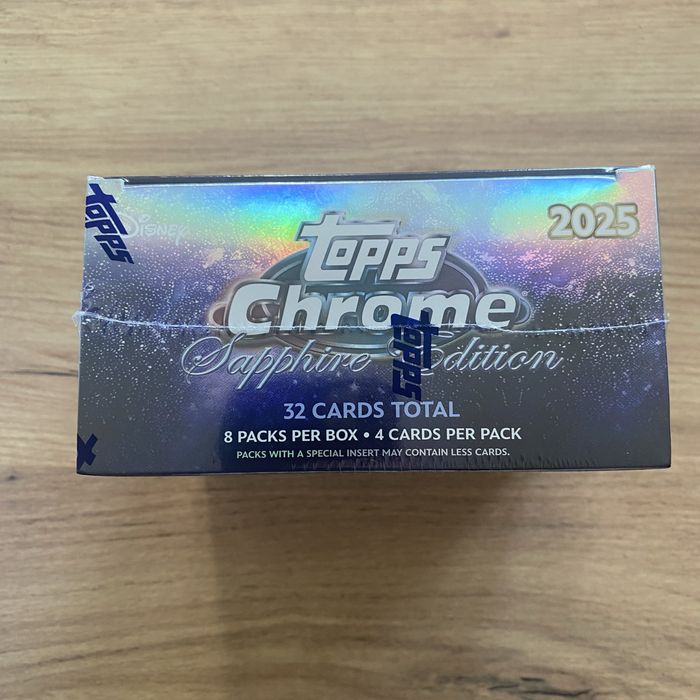 topps
Disney
2025
topps
Chrome
Sapphire Edition
topps
32 CARDS TOTAL
8 PACKS PER BOX • 4 CARDS PER PACK
PACKS WITH A SPECIAL INSERT MAY CONTAIN LESS CARDS.